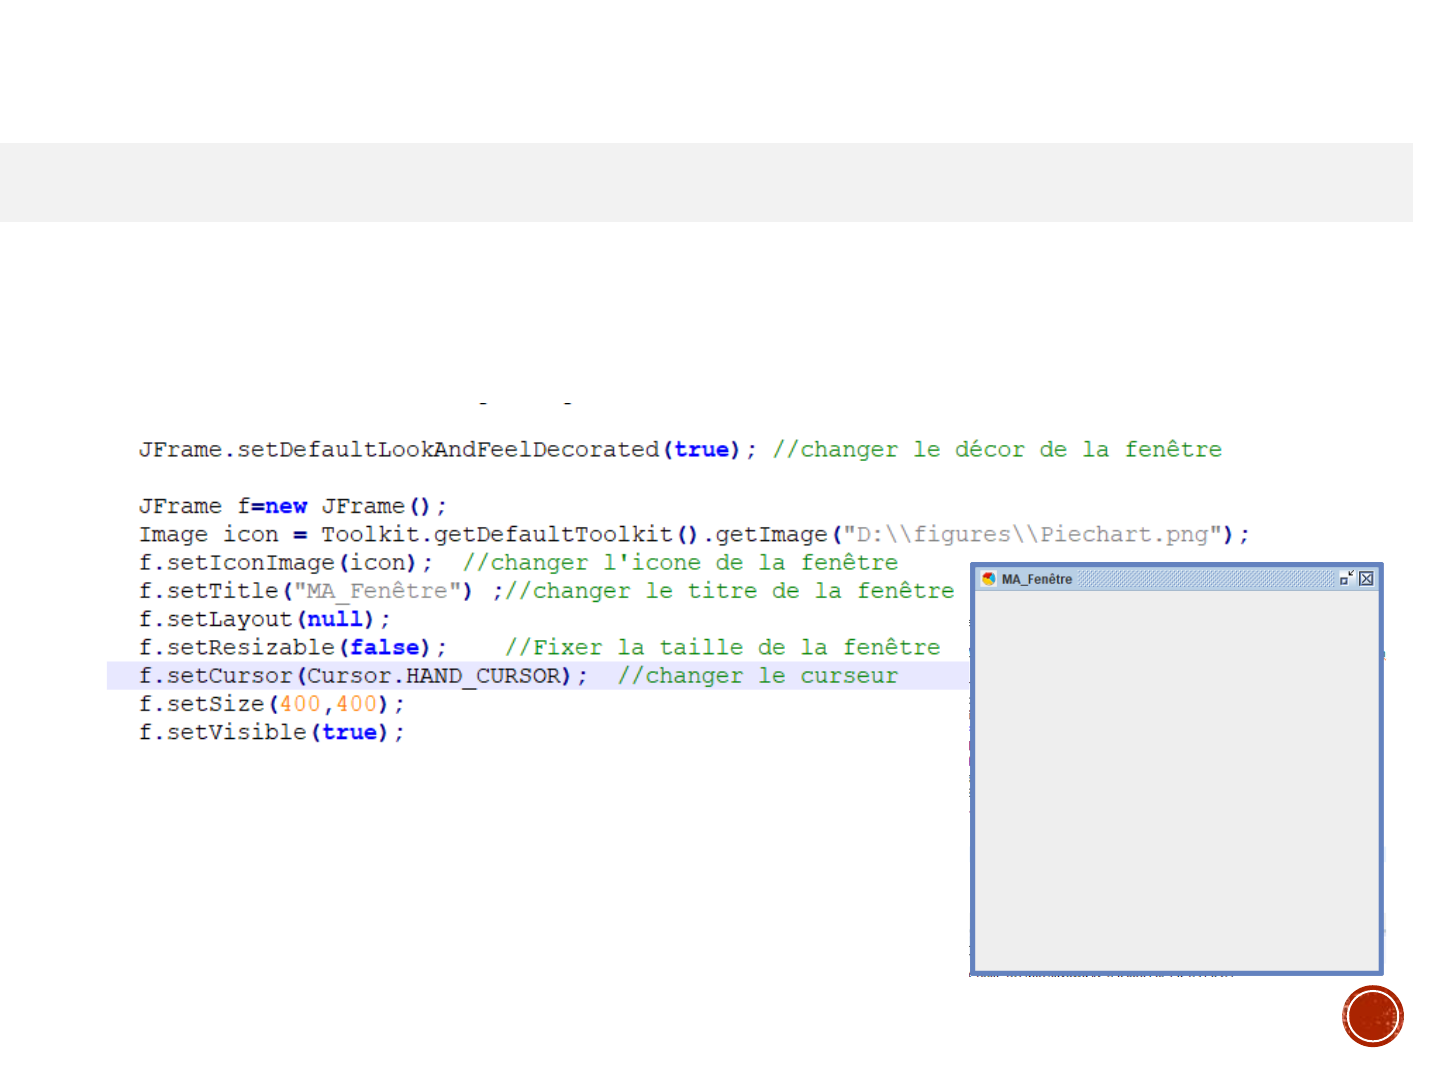 JFrame.setDefaultLookAndFeelDecorated(true); //changer le décor de la fenêtre
JFrame f=new JFrame();
Image icon = Toolkit.getDefaultToolkit().getImage("D:\\figures\\Piechart.png");
f.setIconImage(icon);  //changer l'icone de la fenêtre
f.setTitle("MA_Fenêtre") ;//changer le titre de la fenêtre
f.setLayout(null);
f.setResizable(false);    //Fixer la taille de la fenêtre
f.setCursor(Cursor.HAND_CURSOR);  //changer le curseur
f.setSize(400,400);
f.setVisible(true);
MA_Fenêtre